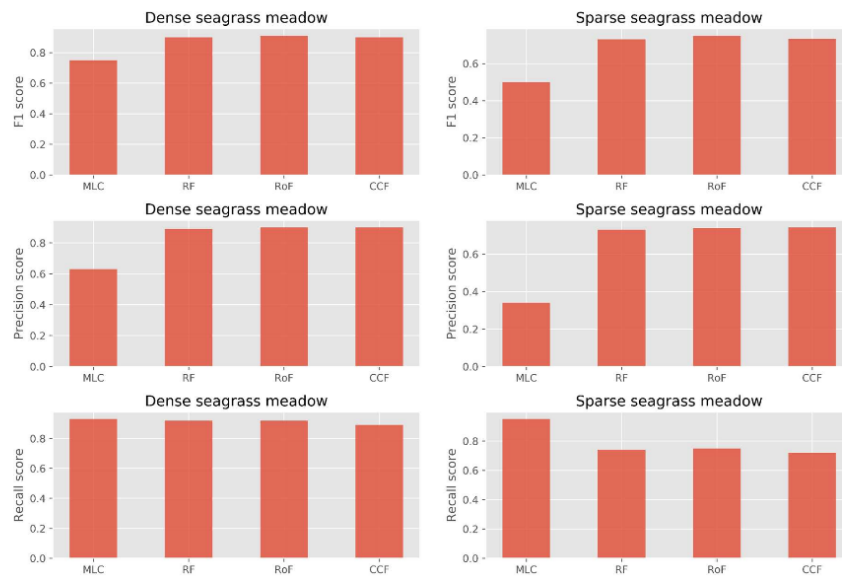 Dense seagrass meadow
F1 score
0.8
0.6
0.4
0.2
0.0
MLC RF RoF CCF
Sparse seagrass meadow
F1 score
0.6
0.4
0.2
0.0
MLC RF RoF CCF
Dense seagrass meadow
Precision score
0.8
0.6
0.4
0.2
0.0
MLC RF RoF CCF
Sparse seagrass meadow
Precision score
0.6
0.4
0.2
0.0
MLC RF RoF CCF
Dense seagrass meadow
Recall score
0.8
0.6
0.4
0.2
0.0
MLC RF RoF CCF
Sparse seagrass meadow
Recall score
0.8
0.6
0.4
0.2
0.0
MLC RF RoF CCF